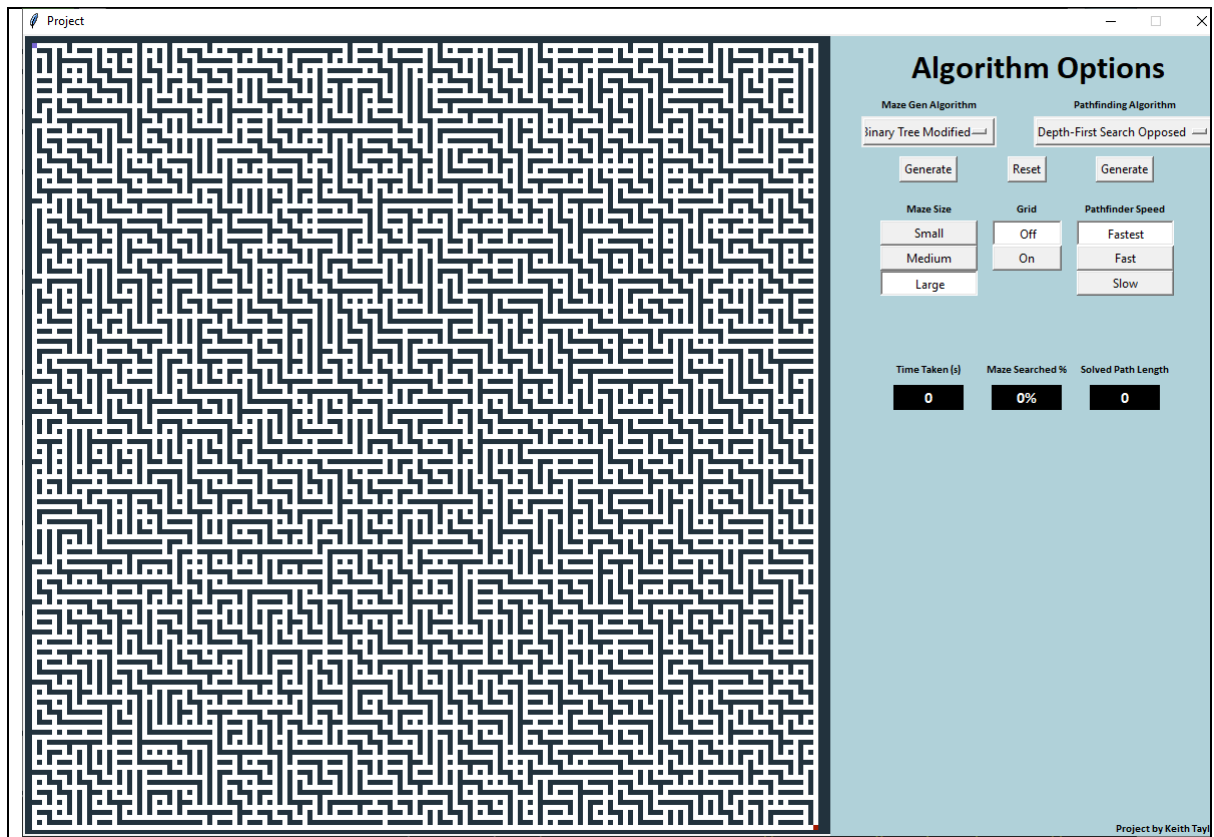 Project
Algorithm Options
Maze Gen Algorithm Pathfinding Algorithm
Binary Tree Modified Depth-First Search Opposed
Generate Reset Generate
Maze Size Grid Pathfinder Speed
Small Off Fastest
Medium On Fast
Large Slow
Time Taken (s) Maze Searched % Solved Path Length
0 0% 0
Project by Keith Tayl